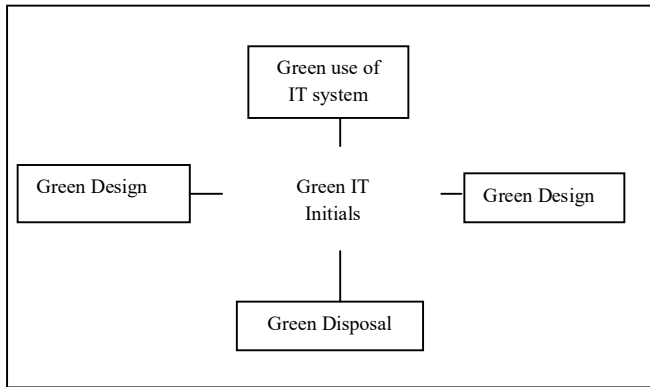 Green use of
IT system
Green Design
Green IT
Initials
Green Design
Green Disposal